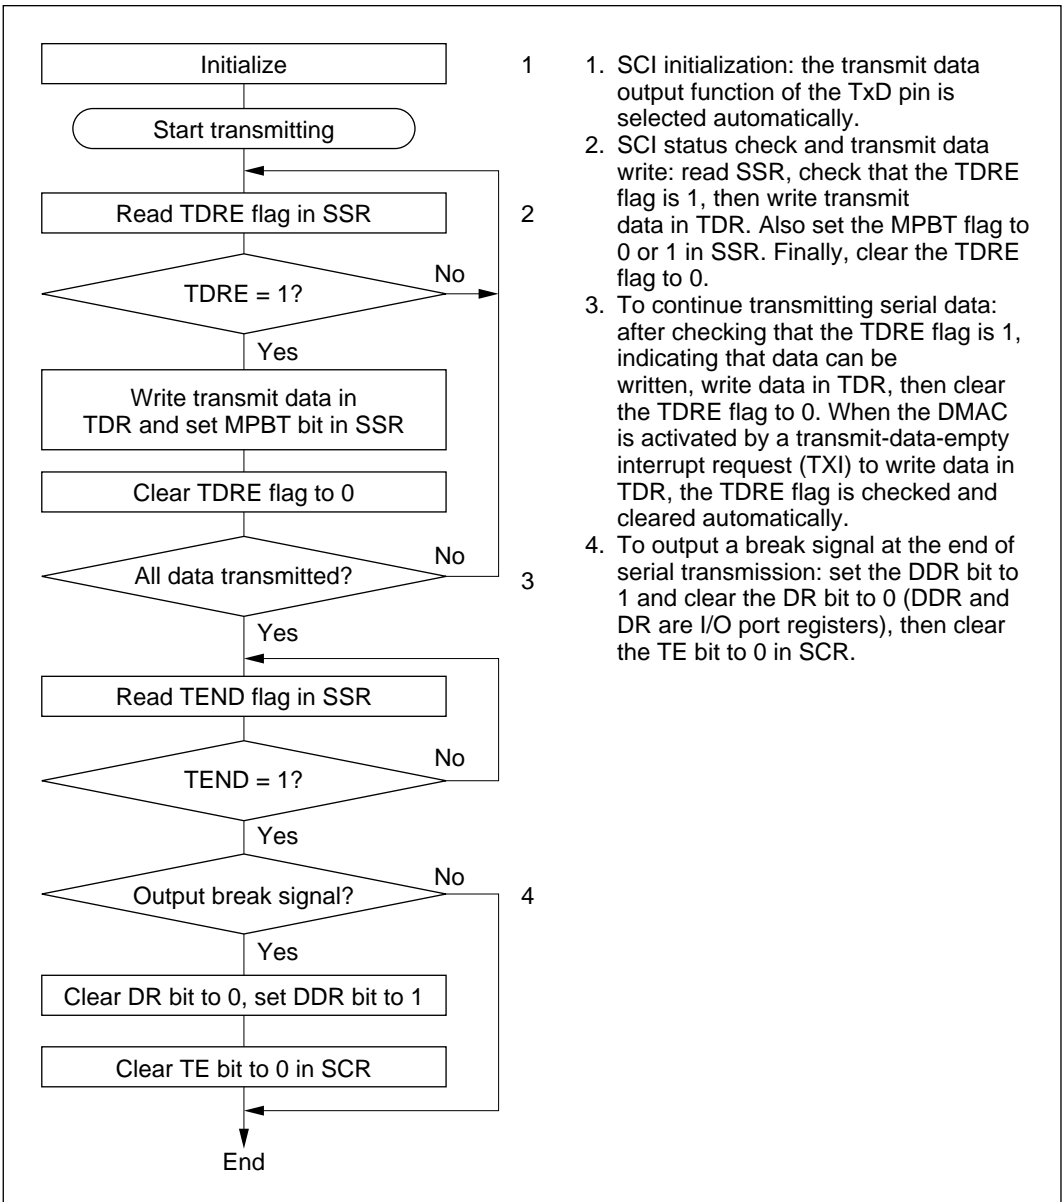 Initialize
1
Start transmitting
Read TDRE flag in SSR
2
TDRE = 1?
No
Yes
Write transmit data in
TDR and set MPBT bit in SSR
Clear TDRE flag to 0
All data transmitted?
No
3
Yes
Read TEND flag in SSR
TEND = 1?
No
Yes
Output break signal?
No
4
Yes
Clear DR bit to 0, set DDR bit to 1
Clear TE bit to 0 in SCR
End
1. SCI initialization: the transmit data
output function of the TxD pin is
selected automatically.
2. SCI status check and transmit data
write: read SSR, check that the TDRE
flag is 1, then write transmit
data in TDR. Also set the MPBT flag to
0 or 1 in SSR. Finally, clear the TDRE
flag to 0.
3. To continue transmitting serial data:
after checking that the TDRE flag is 1,
indicating that data can be
written, write data in TDR, then clear
the TDRE flag to 0. When the DMAC
is activated by a transmit-data-empty
interrupt request (TXI) to write data in
TDR, the TDRE flag is checked and
cleared automatically.
4. To output a break signal at the end of
serial transmission: set the DDR bit to
1 and clear the DR bit to 0 (DDR and
DR are I/O port registers), then clear
the TE bit to 0 in SCR.